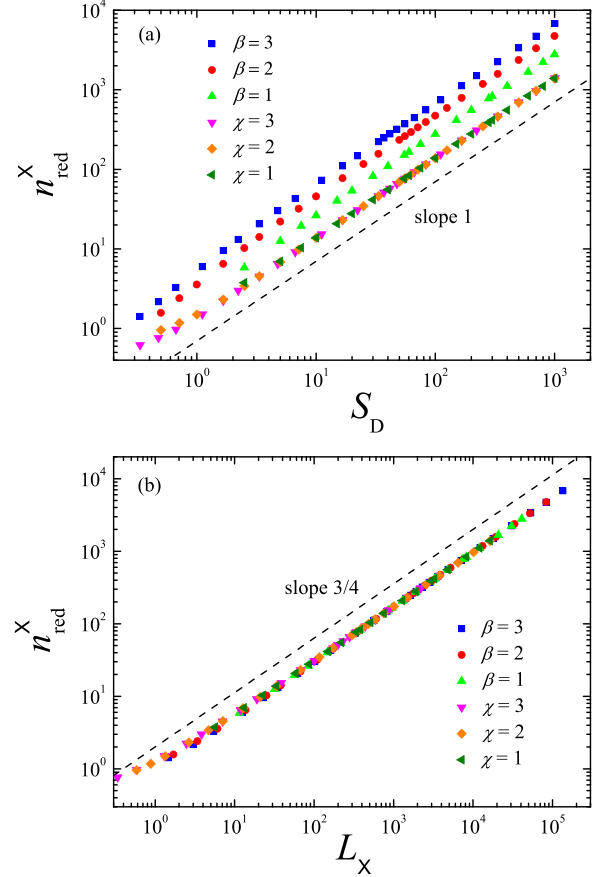 (a)
β = 3
β = 2
β = 1
χ = 3
χ = 2
χ = 1
slope 1
n_red^X
10^4
10^3
10^2
10^1
10^0
10^0 10^1 10^2 10^3
S_D
(b)
slope 3/4
β = 3
β = 2
β = 1
χ = 3
χ = 2
χ = 1
n_red^X
10^4
10^3
10^2
10^1
10^0
10^0 10^1 10^2 10^3 10^4 10^5
L_X